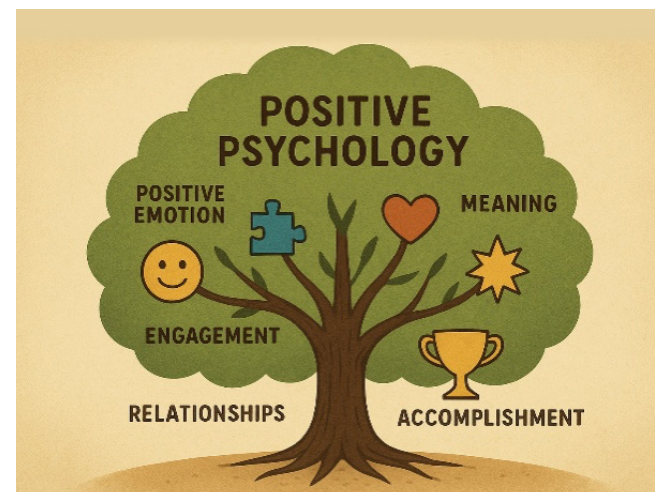 POSITIVE
PSYCHOLOGY
POSITIVE
EMOTION
MEANING
ENGAGEMENT
RELATIONSHIPS
ACCOMPLISHMENT